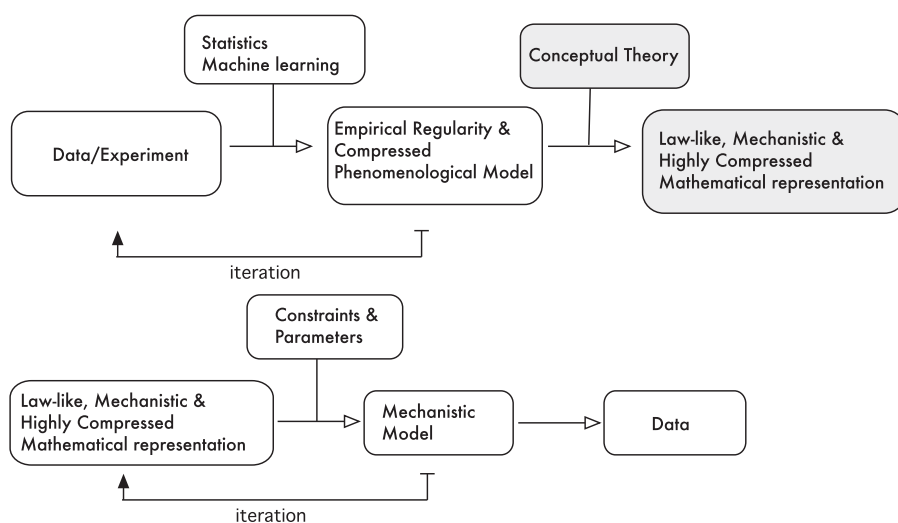 Statistics
Machine learning
Conceptual Theory
Data/Experiment
Empirical Regularity &
Compressed
Phenomenological Model
Law-like, Mechanistic &
Highly Compressed
Mathematical representation
iteration
Constraints &
Parameters
Law-like, Mechanistic &
Highly Compressed
Mathematical representation
Mechanistic
Model
Data
iteration